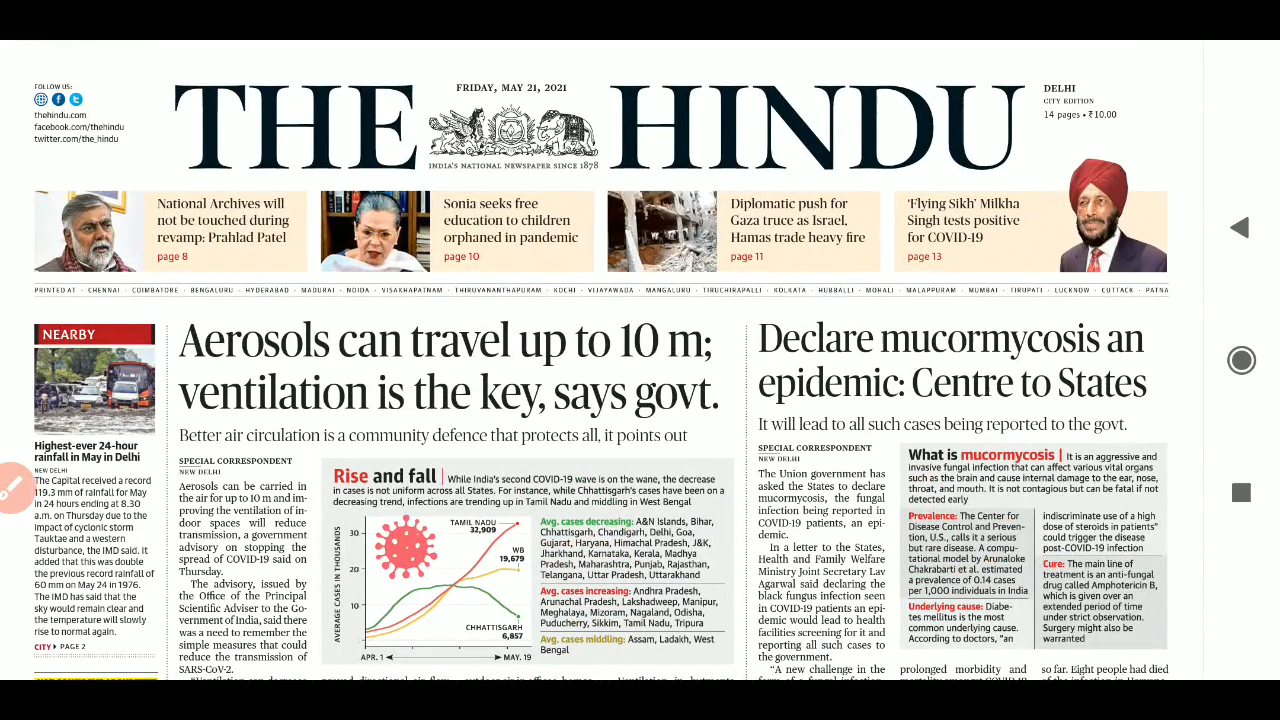 FOLLOW US:
thehindu.com
facebook.com/thehindu
twitter.com/the_hindu
THE HINDU
FRIDAY, MAY 21, 2021
INDIA'S NATIONAL NEWSPAPER SINCE 1878
DELHI
CITY EDITION
14 pages • ₹10.00
National Archives will
not be touched during
revamp: Prahlad Patel
page 8
Sonia seeks free
education to children
orphaned in pandemic
page 10
Diplomatic push for
Gaza truce as Israel,
Hamas trade heavy fire
page 11
'Flying Sikh' Milkha
Singh tests positive
for COVID-19
page 13
PRINTED AT · CHENNAI · COIMBATORE · BENGALURU · HYDERABAD · MADURAI · NOIDA · VISAKHAPATNAM · THIRUVANANTHAPURAM · KOCHI · VIJAYAWADA · MANGALURU · TIRUCHIRAPALLI · KOLKATA · HUBBALLI · MOHALI · MALAPPURAM · MUMBAI · TIRUPATI · LUCKNOW · CUTTACK · PATNA
NEARBY
Highest-ever 24-hour
rainfall in May in Delhi
NEW DELHI
The Capital received a record
119.3 mm of rainfall for May
in 24 hours ending at 8.30
a.m. on Thursday due to the
impact of cyclonic storm
Tauktae and a western
disturbance, the IMD said. It
added that this was double
the previous record rainfall of
60 mm on May 24 in 1976.
The IMD has said that the
sky would remain clear and
the temperature will slowly
rise to normal again.
CITY PAGE 2
Aerosols can travel up to 10 m;
ventilation is the key, says govt.
Better air circulation is a community defence that protects all, it points out
SPECIAL CORRESPONDENT
NEW DELHI
Aerosols can be carried in
the air for up to 10 m and im-
proving the ventilation of in-
door spaces will reduce
transmission, a government
advisory on stopping the
spread of COVID-19 said on
Thursday.
The advisory, issued by
the Office of the Principal
Scientific Adviser to the Go-
vernment of India, said there
was a need to remember the
simple measures that could
reduce the transmission of
SARS-CoV-2.
Rise and fall | While India's second COVID-19 wave is on the wane, the decrease
in cases is not uniform across all States. For instance, while Chhattisgarh's cases have been on a
decreasing trend, infections are trending up in Tamil Nadu and middling in West Bengal
AVERAGE CASES IN THOUSANDS
30
20
10
TAMIL NADU
32,909
WB
19,679
CHHATTISGARH
6,857
APR. 1
MAY. 19
Avg. cases decreasing: A&N Islands, Bihar,
Chhattisgarh, Chandigarh, Delhi, Goa,
Gujarat, Haryana, Himachal Pradesh, J&K,
Jharkhand, Karnataka, Kerala, Madhya
Pradesh, Maharashtra, Punjab, Rajasthan,
Telangana, Uttar Pradesh, Uttarakhand
Avg. cases increasing: Andhra Pradesh,
Arunachal Pradesh, Lakshadweep, Manipur,
Meghalaya, Mizoram, Nagaland, Odisha,
Puducherry, Sikkim, Tamil Nadu, Tripura
Avg. cases middling: Assam, Ladakh, West
Bengal
Declare mucormycosis an
epidemic: Centre to States
It will lead to all such cases being reported to the govt.
SPECIAL CORRESPONDENT
NEW DELHI
The Union government has
asked the States to declare
mucormycosis, the fungal
infection being reported in
COVID-19 patients, an epi-
demic.
In a letter to the States,
Health and Family Welfare
Ministry Joint Secretary Lav
Agarwal said declaring the
black fungus infection seen
in COVID-19 patients an epi-
demic would lead to health
facilities screening for it and
reporting all such cases to
the government.
"A new challenge in the
What is mucormycosis | It is an aggressive and
invasive fungal infection that can affect various vital organs
such as the brain and cause internal damage to the ear, nose,
throat, and mouth. It is not contagious but can be fatal if not
detected early
Prevalence: The Center for
Disease Control and Preven-
tion, U.S., calls it a serious
but rare disease. A compu-
tational model by Arunaloke
Chakrabarti et al. estimated
a prevalence of 0.14 cases
per 1,000 individuals in India
Underlying cause: Diabe-
tes mellitus is the most
common underlying cause.
According to doctors, "an
indiscriminate use of a high
dose of steroids in patients"
could trigger the disease
post-COVID-19 infection
Cure: The main line of
treatment is an anti-fungal
drug called Amphotericin B,
which is given over an
extended period of time
under strict observation.
Surgery might also be
warranted
prolonged morbidity and
so far. Eight people had died